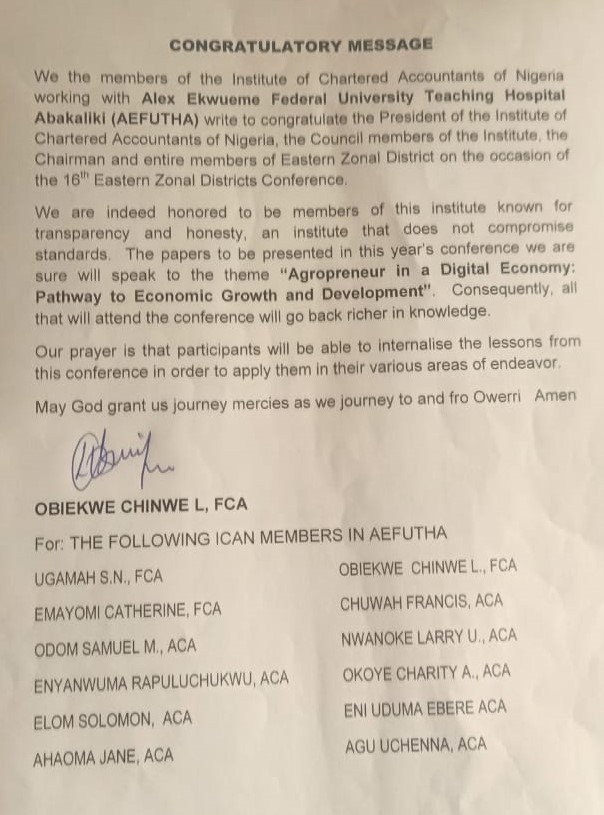 CONGRATULATORY MESSAGE
We the members of the Institute of Chartered Accountants of Nigeria
working with Alex Ekwueme Federal University Teaching Hospital
Abakaliki (AEFUTHA) write to congratulate the President of the Institute of
Chartered Accountants of Nigeria, the Council members of the Institute, the
Chairman and entire members of Eastern Zonal District on the occasion of
the 16th Eastern Zonal Districts Conference.
We are indeed honored to be members of this institute known for
transparency and honesty, an institute that does not compromise
standards. The papers to be presented in this year's conference we are
sure will speak to the theme “Agropreneur in a Digital Economy:
Pathway to Economic Growth and Development”. Consequently, all
that will attend the conference will go back richer in knowledge.
Our prayer is that participants will be able to internalise the lessons from
this conference in order to apply them in their various areas of endeavor.
May God grant us journey mercies as we journey to and fro Owerri Amen
OBIEKWE CHINWE L, FCA
For: THE FOLLOWING ICAN MEMBERS IN AEFUTHA
UGAMAH S.N., FCA
EMAYOMI CATHERINE, FCA
ODOM SAMUEL M., ACA
ENYANWUMA RAPULUCHUKWU, ACA
ELOM SOLOMON, ACA
AHAOMA JANE, ACA
OBIEKWE CHINWE L., FCA
CHUWAH FRANCIS, ACA
NWANOKE LARRY U., ACA
OKOYE CHARITY A., ACA
ENI UDUMA EBERE ACA
AGU UCHENNA, ACA